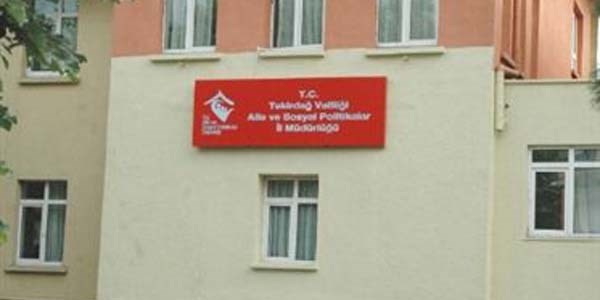 T.C.
Tekirdağ Valiliği
Aile ve Sosyal Politikalar
İl Müdürlüğü